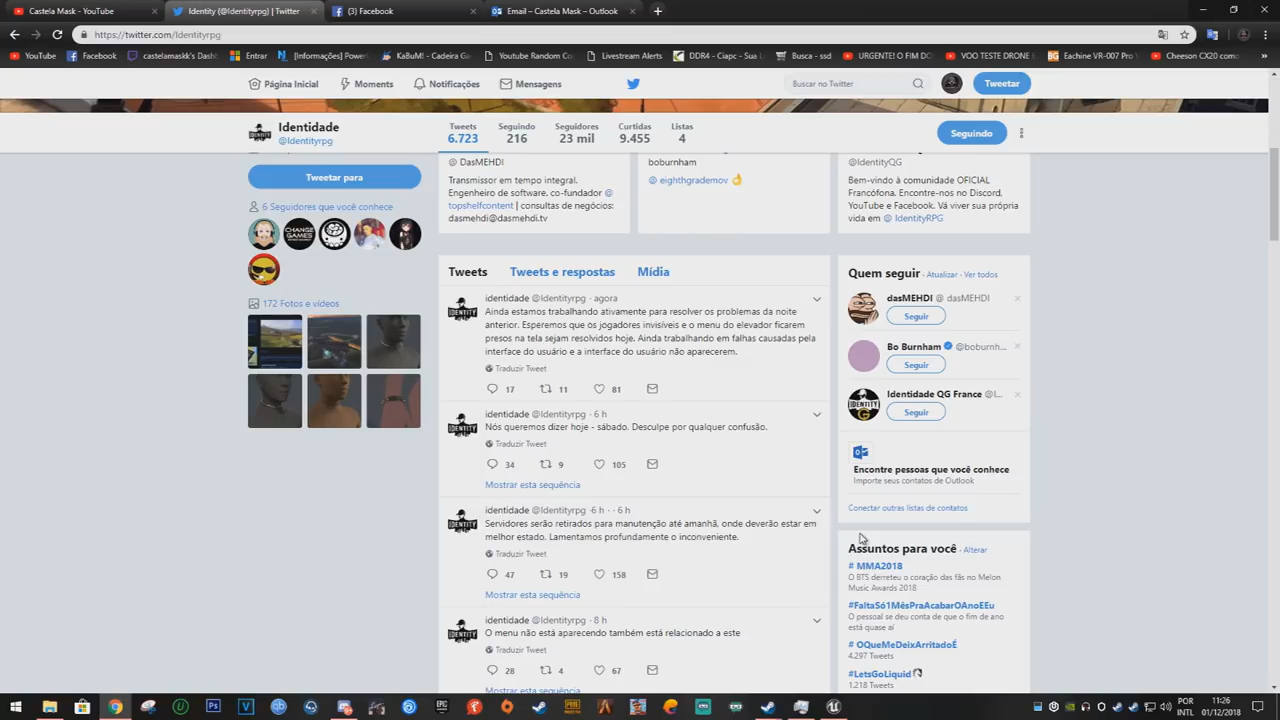 Castela Mask - YouTube
Identity (@Identityrpg) | Twitter
(3) Facebook
Email – Castela Mask – Outlook
https://twitter.com/Identityrpg
YouTube
Facebook
castelamaskk@
Entrar
[Informações] Power
KaBuM! - Cadeira Ga
Youtube Random Co
Livestream Alerts
DDR4 - Ciapc - Sua L
Busca - ssd
URGENTE! O FIM DO
VOO TESTE DRONE E
Eachine VR-007 Pro V
Cheeson CX20 como
Página Inicial
Moments
Notificações
Mensagens
Buscar no Twitter
Tweetar
Identidade
@Identityrpg
Tweets
6.723
Seguindo
216
Seguidores
23 mil
Curtidas
9.455
Listas
4
Seguindo
Tweetar para
6 Seguidores que você conhece
CHANGE GAMES
172 Fotos e vídeos
@ DasMEHDI
Transmissor em tempo integral.
Engenheiro de software. co-fundador @
topshelfcontent | consultas de negócios:
dasmehdi@dasmehdi.tv
boburnham
@ eighthgrademov 👌
@IdentityQG
Bem-vindo à comunidade OFICIAL
Francófona. Encontre-nos no Discord,
YouTube e Facebook. Vá viver sua própria
vida em @ IdentityRPG
Tweets
Tweets e respostas
Mídia
identidade @Identityrpg · agora
Ainda estamos trabalhando ativamente para resolver os problemas da noite
anterior. Esperemos que os jogadores invisíveis e o menu do elevador ficarem
presos na tela sejam resolvidos hoje. Ainda trabalhando em falhas causadas pela
interface do usuário e a interface do usuário não aparecerem.
Traduzir Tweet
17 11 81
identidade @Identityrpg · 6 h
Nós queremos dizer hoje - sábado. Desculpe por qualquer confusão.
Traduzir Tweet
34 9 105
Mostrar esta sequência
identidade @Identityrpg ·6 h · · 6 h
Servidores serão retirados para manutenção até amanhã, onde deverão estar em
melhor estado. Lamentamos profundamente o inconveniente.
Traduzir Tweet
47 19 158
Mostrar esta sequência
identidade @Identityrpg · 8 h
O menu não está aparecendo também está relacionado a este
Traduzir Tweet
28 4 67
Mostrar esta sequência
Quem seguir · Atualizar · Ver todos
dasMEHDI @ dasMEHDI
Seguir
Bo Burnham @boburnh...
Seguir
Identidade QG France @I...
Seguir
Encontre pessoas que você conhece
Importe seus contatos de Outlook
Conectar outras listas de contatos
Assuntos para você · Alterar
# MMA2018
O BTS derreteu o coração das fãs no Melon
Music Awards 2018
#FaltaSó1MêsPraAcabarOAnoEEu
O pessoal se deu conta de que o fim de ano
está quase aí
# OQueMeDeixArritadoÉ
4.297 Tweets
#LetsGoLiquid
1.218 Tweets
POR
INTL
11:26
01/12/2018